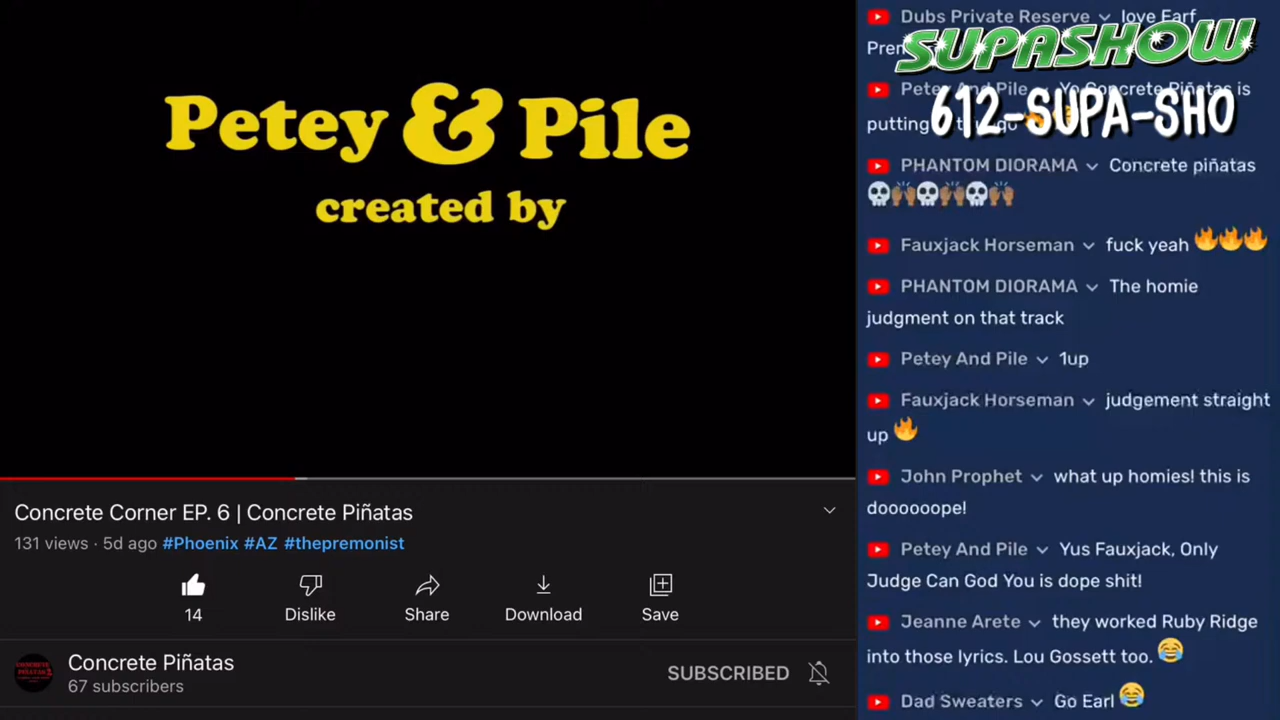 Petey & Pile
created by
Concrete Corner EP. 6 | Concrete Piñatas
131 views · 5d ago #Phoenix #AZ #thepremonist
14
Dislike
Share
Download
Save
Concrete Piñatas
67 subscribers
SUBSCRIBED
SUPASHOW
612-SUPA-SHO
Dubs Private Reserve love Earf
Petey And Pile Yo Concrete Piñatas is
putting
PHANTOM DIORAMA Concrete piñatas
💀🙌🏽💀🙌🏽💀🙌🏽
Fauxjack Horseman fuck yeah 🔥🔥🔥
PHANTOM DIORAMA The homie
judgment on that track
Petey And Pile 1up
Fauxjack Horseman judgement straight
up 🔥
John Prophet what up homies! this is
dooooooope!
Petey And Pile Yus Fauxjack, Only
Judge Can God You is dope shit!
Jeanne Arete they worked Ruby Ridge
into those lyrics. Lou Gossett too. 😂
Dad Sweaters Go Earl 😂